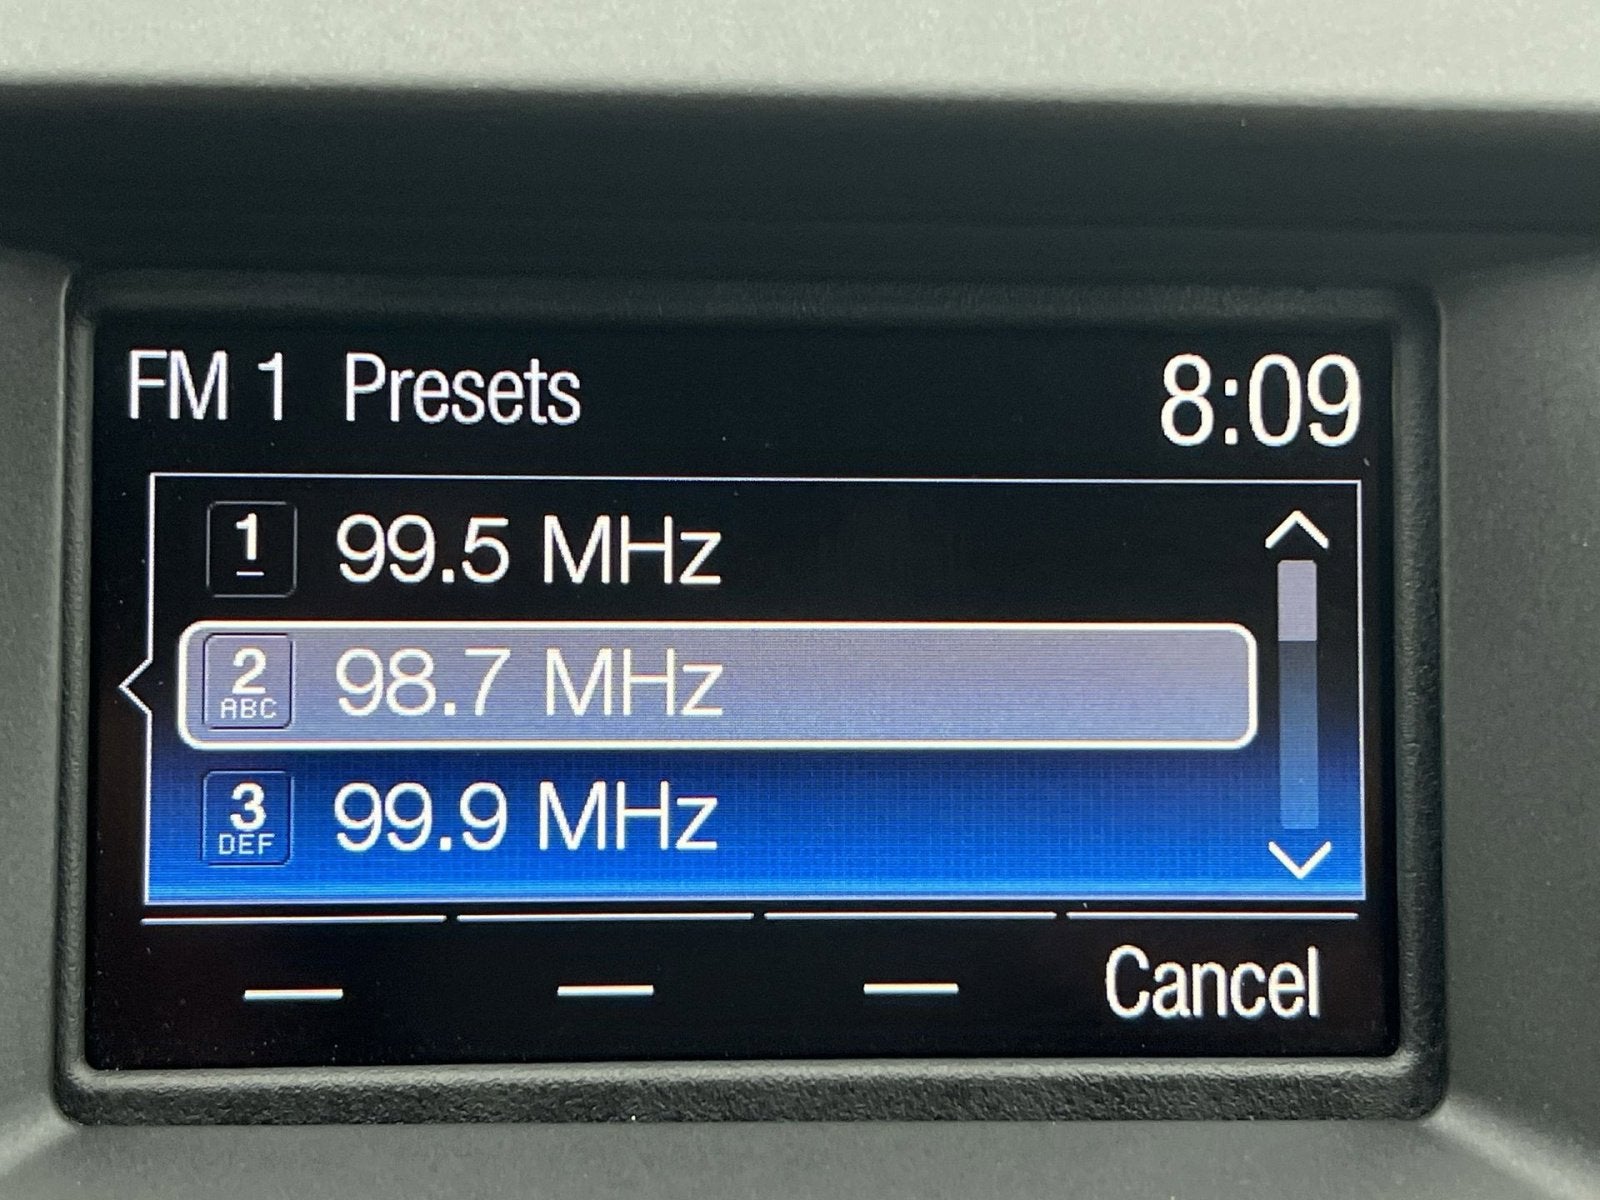 FM 1 Presets 8:09
1 99.5 MHz
2 ABC 98.7 MHz
3 DEF 99.9 MHz
Cancel